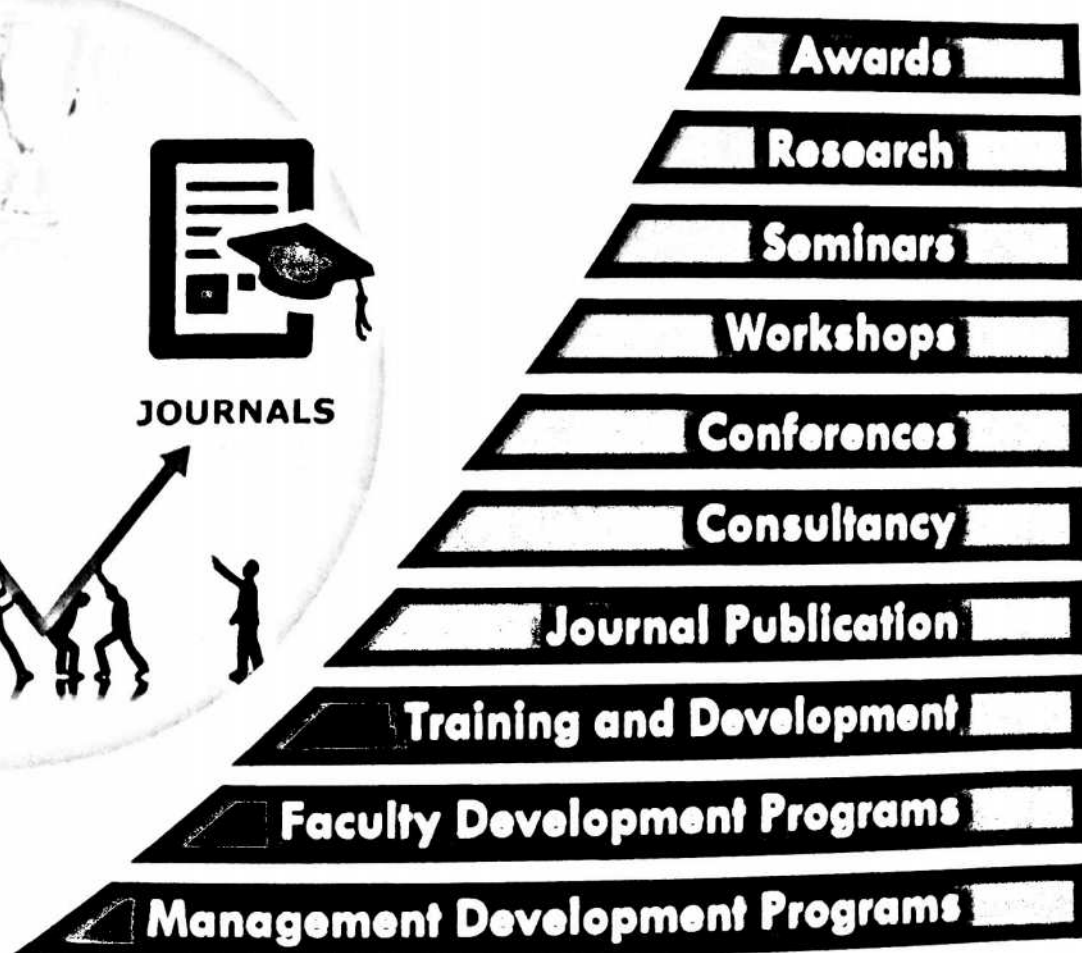 Awards
Research
Seminars
Workshops
JOURNALS
Conferences
Consultancy
Journal Publication
Training and Development
Faculty Development Programs
Management Development Programs